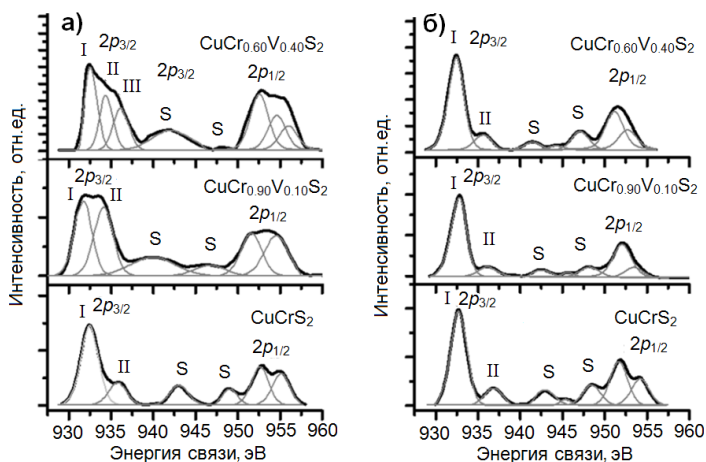 а)
I
2p3/2
II
III
2p3/2
CuCr0.60V0.40S2
2p1/2
S
S
I
2p3/2
II
CuCr0.90V0.10S2
S
S
2p1/2
I
2p3/2
II
CuCrS2
S
S
2p1/2
930 935 940 945 950 955 960
Энергия связи, эВ
Интенсивность, отн.ед.
б)
I
2p3/2
CuCr0.60V0.40S2
II
S
S
2p1/2
I
2p3/2
CuCr0.90V0.10S2
II
S
S
2p1/2
I
2p3/2
CuCrS2
II
S
S
2p1/2
930 935 940 945 950 955 960
Энергия связи, эВ
Интенсивность, отн.ед.